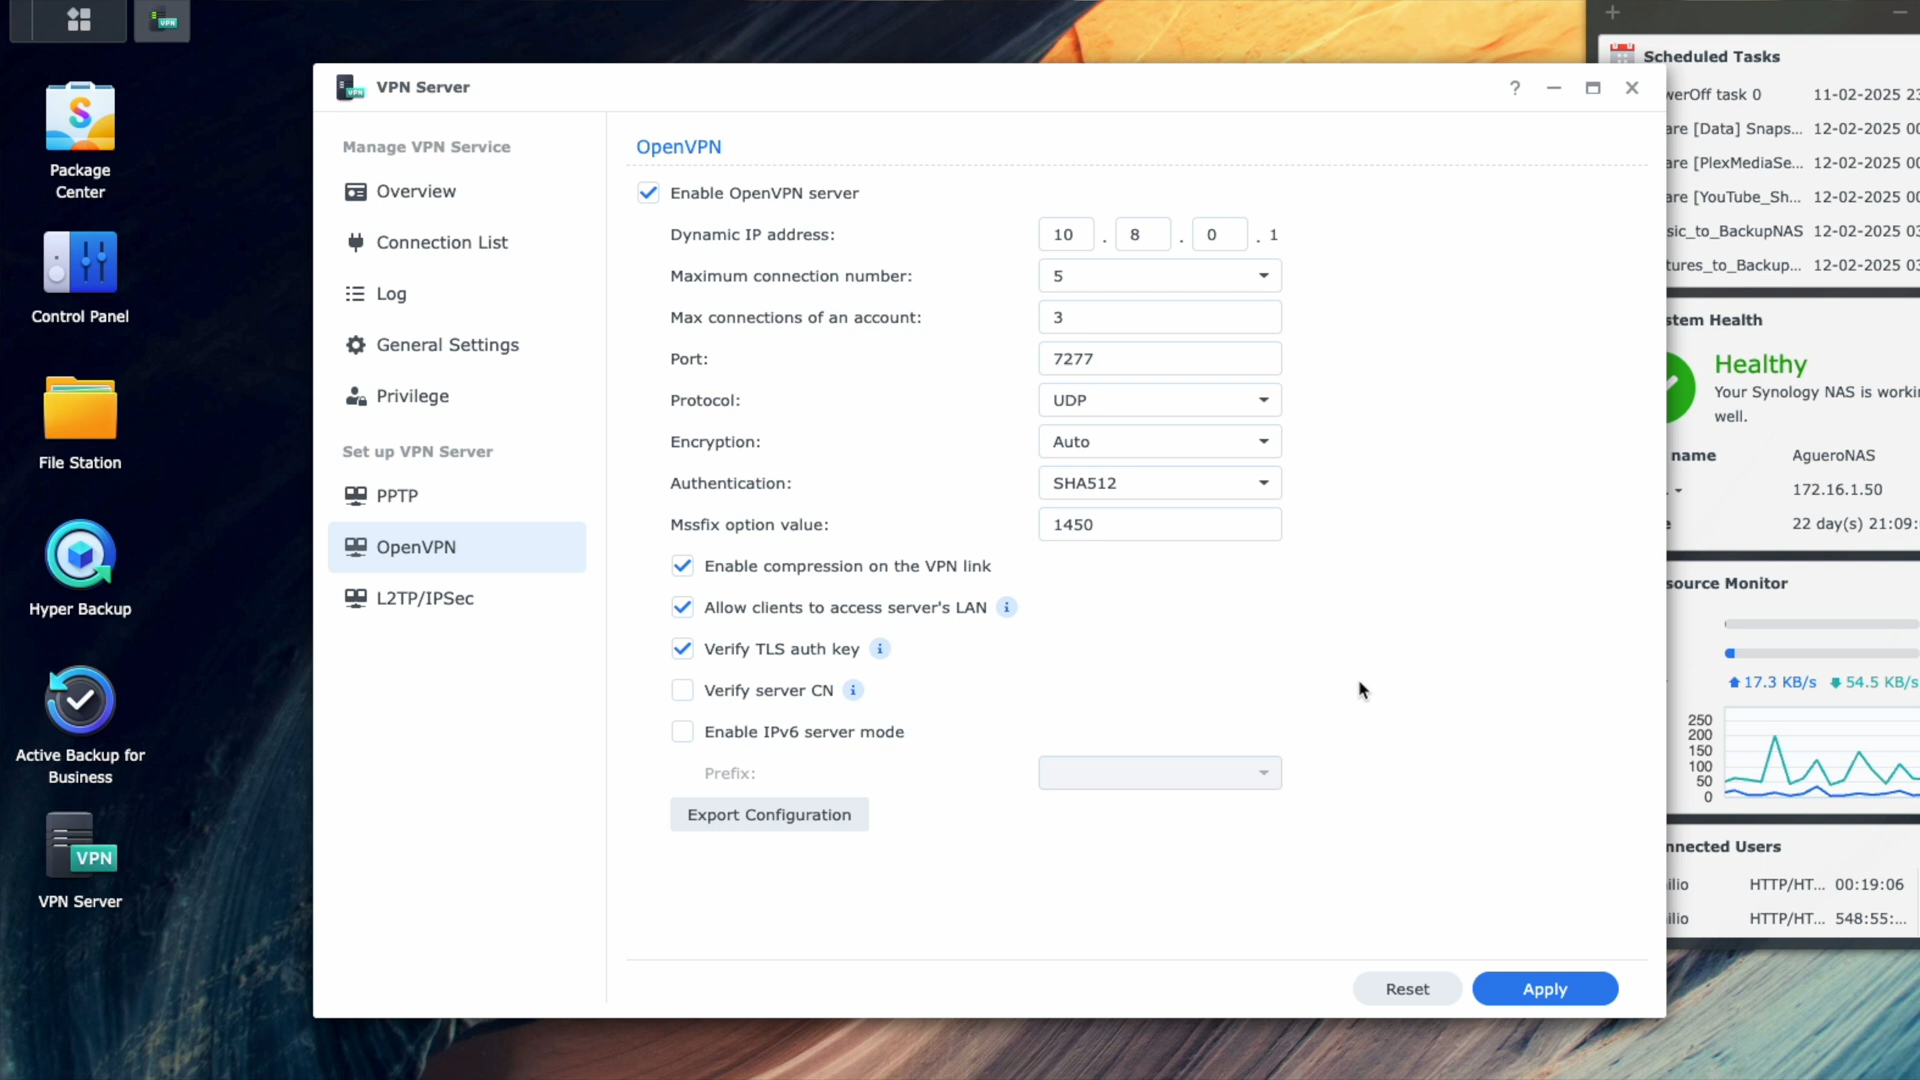 VPN
Package
Center
Control Panel
File Station
Hyper Backup
Active Backup for
Business
VPN
VPN Server
VPN
VPN Server
?
Manage VPN Service
Overview
Connection List
Log
General Settings
Privilege
Set up VPN Server
PPTP
OpenVPN
L2TP/IPSec
OpenVPN
Enable OpenVPN server
Dynamic IP address: 10 . 8 . 0 . 1
Maximum connection number: 5
Max connections of an account: 3
Port: 7277
Protocol: UDP
Encryption: Auto
Authentication: SHA512
Mssfix option value: 1450
Enable compression on the VPN link
Allow clients to access server's LAN i
Verify TLS auth key i
Verify server CN i
Enable IPv6 server mode
Prefix:
Export Configuration
Reset Apply
Scheduled Tasks
werOff task 0 11-02-2025 23
are [Data] Snaps... 12-02-2025 00
are [PlexMediaSe... 12-02-2025 00
are [YouTube_Sh... 12-02-2025 00
sic_to_BackupNAS 12-02-2025 03
tures_to_Backup... 12-02-2025 03
stem Health
Healthy
Your Synology NAS is workin
well.
name AgueroNAS
172.16.1.50
e 22 day(s) 21:09:
source Monitor
17.3 KB/s 54.5 KB/s
250
200
150
100
50
0
nnected Users
ilio HTTP/HT... 00:19:06
ilio HTTP/HT... 548:55:...